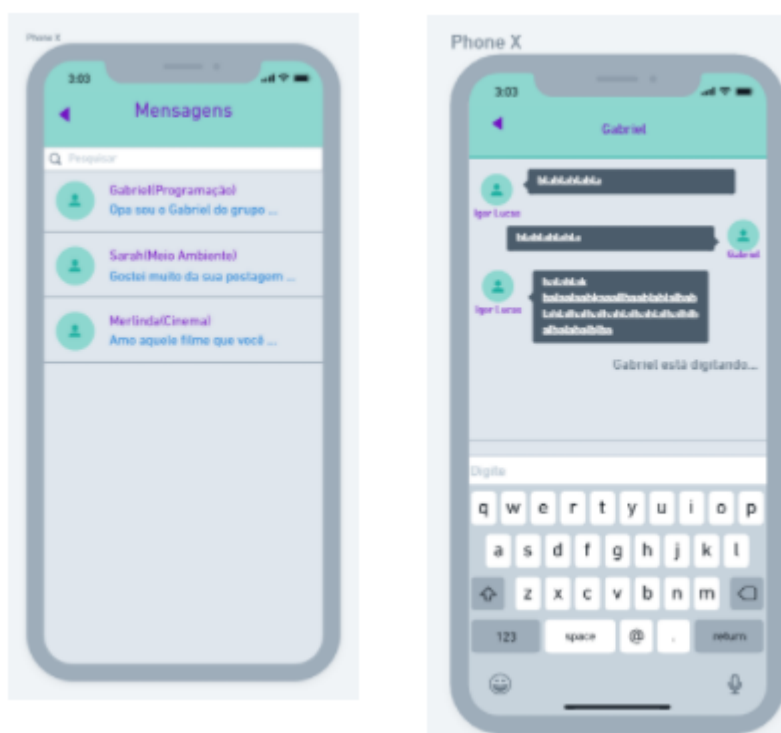 Phone X
3:03
Mensagens
Pesquisar
Gabriel(Programação)
Opa sou o Gabriel do grupo ...
Sarah(Meio Ambiente)
Gostei muito da sua postagem ...
Merlinda(Cinema)
Amo aquele filme que você ...
Phone X
3:03
Gabriel
blablablabla
Igor Lucas
blablablabla
Gabriel
Igor Lucas
Gabriel está digitando...
Digite
q w e r t y u i o p
a s d f g h j k l
z x c v b n m
123 space @ . return